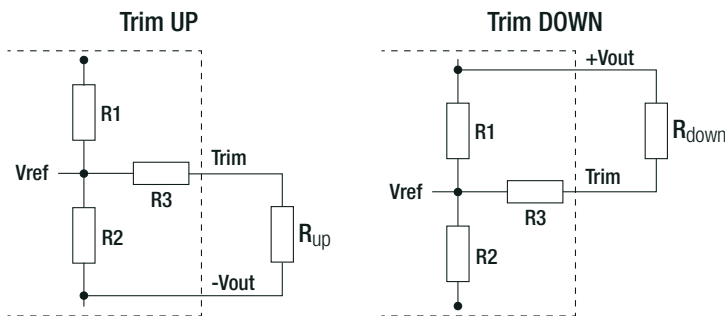 Trim UP
R1
Vref
Trim
R3
R2
Rup
-Vout
Trim DOWN
+Vout
R1
Rdown
Vref
Trim
R3
R2